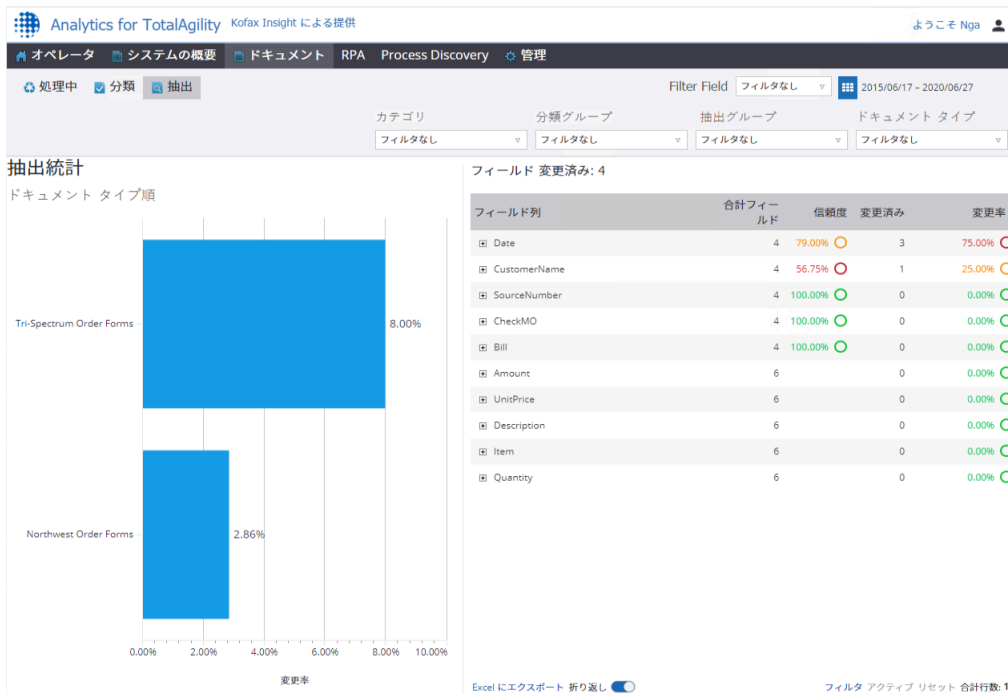 Analytics for TotalAgility Kofax Insight による提供 ようこそ Nga
オペレータ システムの概要 ドキュメント RPA Process Discovery 管理
処理中 分類 抽出 Filter Field フィルタなし 2015/06/17 – 2020/06/27
カテゴリ 分類グループ 抽出グループ ドキュメント タイプ
フィルタなし フィルタなし フィルタなし フィルタなし
抽出統計
ドキュメント タイプ順
Tri-Spectrum Order Forms 8.00%
Northwest Order Forms 2.86%
0.00% 2.00% 4.00% 6.00% 8.00% 10.00%
変更率
フィールド 変更済み: 4
フィールド列 合計フィールド 信頼度 変更済み 変更率
Date 4 79.00% 3 75.00%
CustomerName 4 56.75% 1 25.00%
SourceNumber 4 100.00% 0 0.00%
CheckMO 4 100.00% 0 0.00%
Bill 4 100.00% 0 0.00%
Amount 6 0 0.00%
UnitPrice 6 0 0.00%
Description 6 0 0.00%
Item 6 0 0.00%
Quantity 6 0 0.00%
Excel にエクスポート 折り返し フィルタ アクティブ リセット 合計行数: